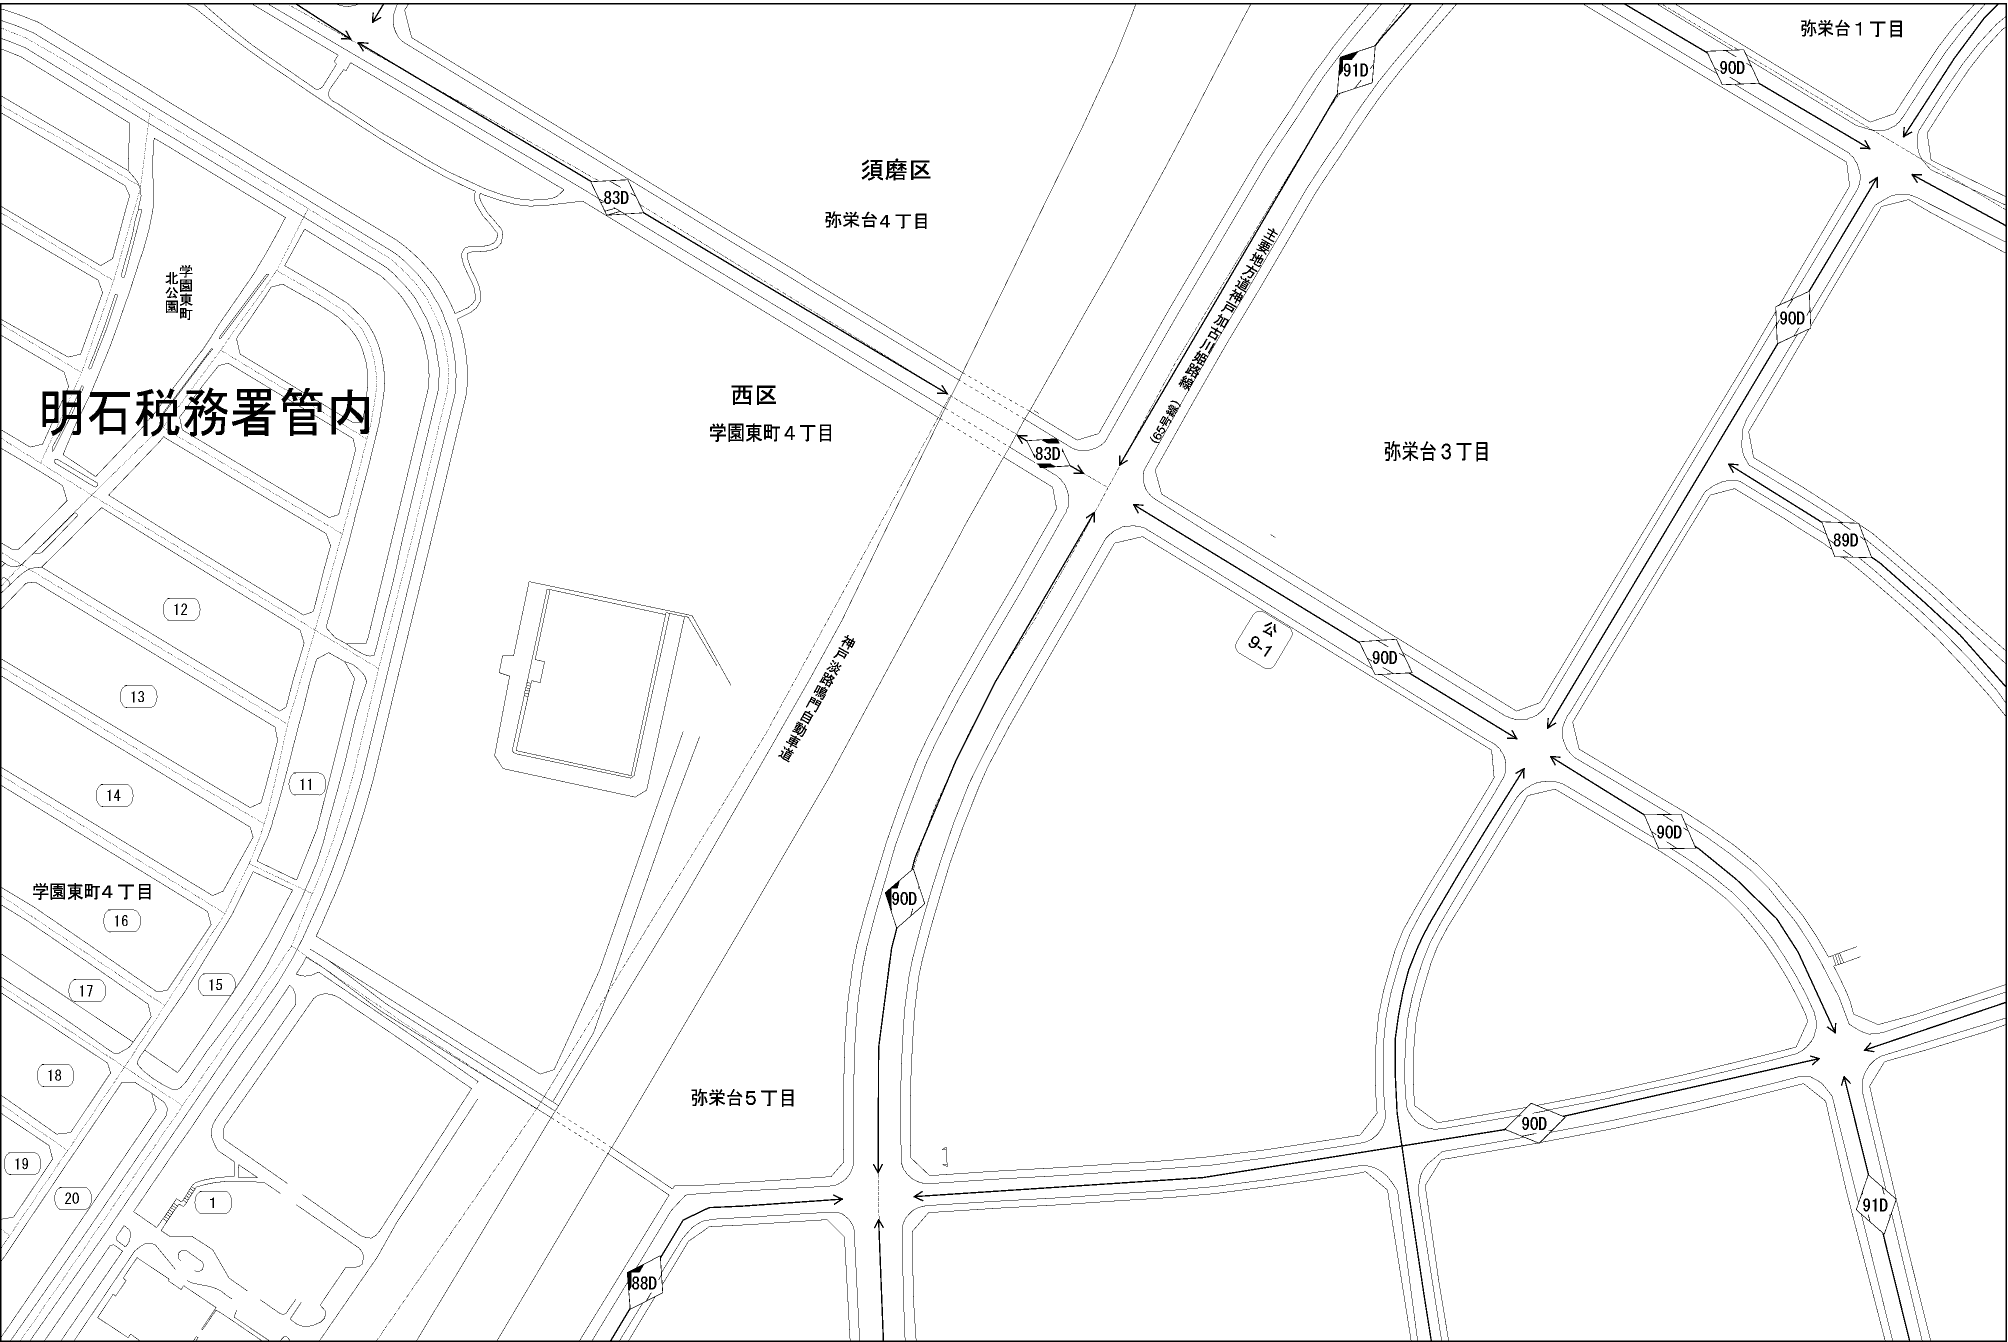 弥栄台１丁目
90D
91D
須磨区
83D
弥栄台４丁目
主要地方道神戸加古川姫路線
(65号線)
学園東町
北公園
90D
明石税務署管内
西区
学園東町４丁目
83D
弥栄台３丁目
89D
12
公
9-1
90D
神戸淡路鳴門自動車道
13
11
14
90D
学園東町４丁目
90D
16
15
17
18
弥栄台５丁目
90D
19
20
1
91D
88D